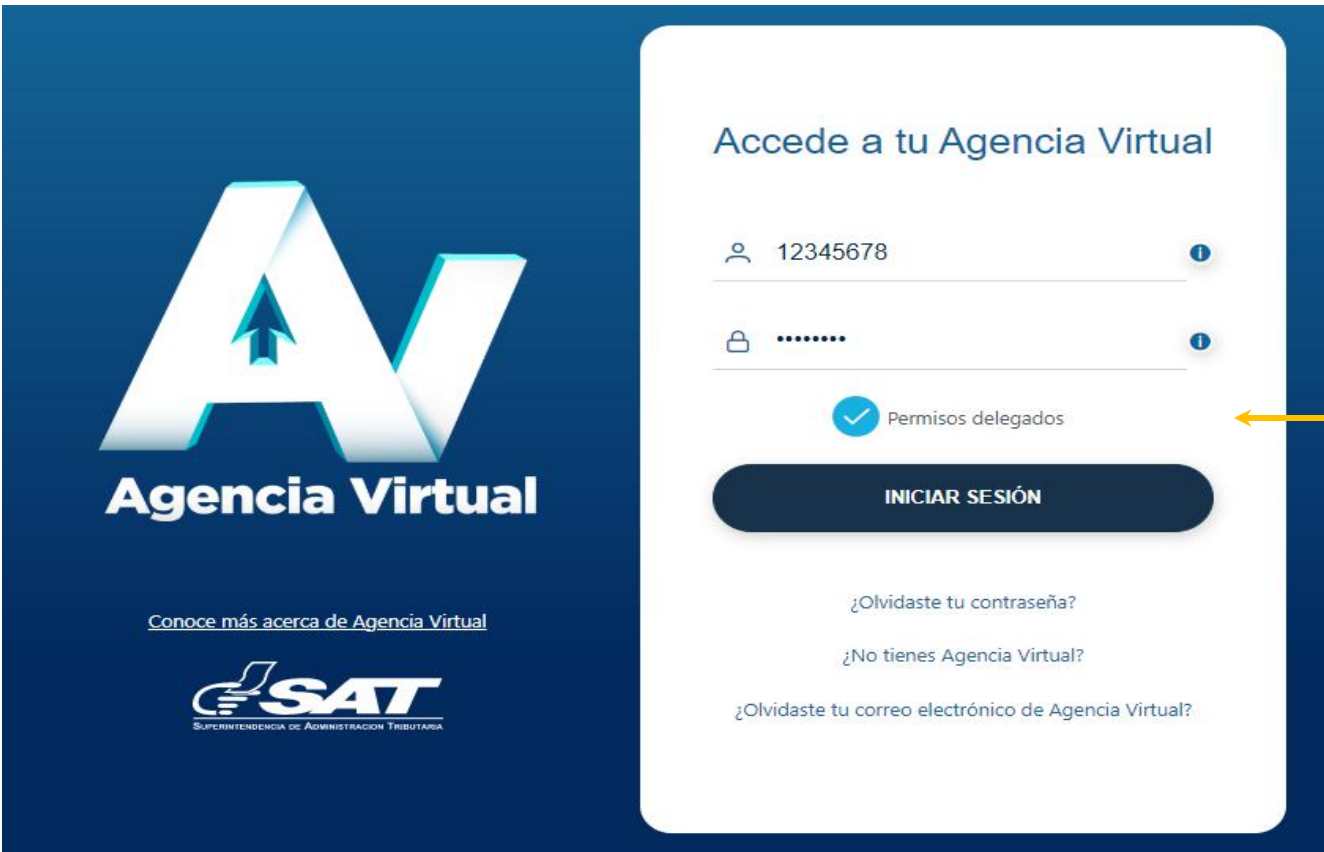 Agencia Virtual
Conoce más acerca de Agencia Virtual
SAT
SUPERINTENDENCIA DE ADMINISTRACION TRIBUTARIA
Accede a tu Agencia Virtual
12345678
••••••••
Permisos delegados
INICIAR SESIÓN
¿Olvidaste tu contraseña?
¿No tienes Agencia Virtual?
¿Olvidaste tu correo electrónico de Agencia Virtual?